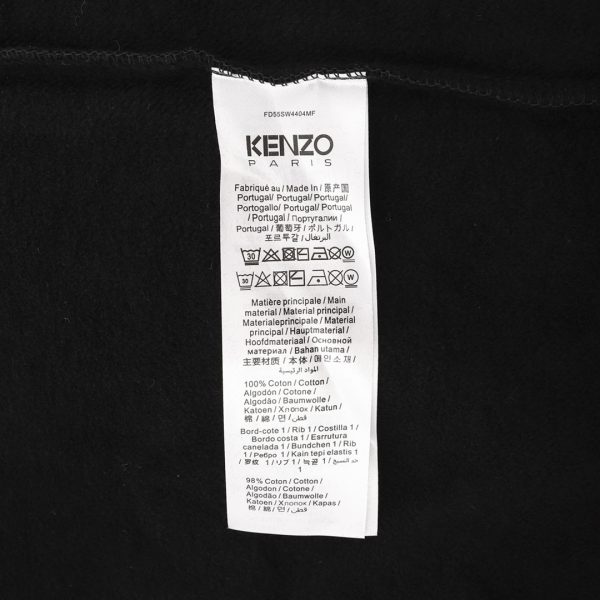 FD55SW4404MF
KENZO
PARIS
Fabriqué au / Made In / 原产国
Portugal / Portugal / Portugal/
Portogallo / Portugal / Portugal
/ Portugal / Португалии /
Portugal / 葡萄牙 / ポルトガル /
포르투갈 / البرتغال
30 W
30 W
Matière principale / Main
material / Material principal /
Materialeprincipale / Material
principal / Hauptmaterial /
Hoofdmateriaal / Основной
материал / Bahan utama /
主要材质 / 本体 / 메인소재 /
المواد الرئيسية
100% Coton / Cotton /
Algodón / Cotone /
Algodão / Baumwolle /
Katoen / Хлопок / Katun /
棉 / 綿 / 면 / قطن
Bord-cote 1 / Rib 1 / Costilla 1 /
Bordo costa 1 / Esrrutura
canelada 1 / Bundchen 1 / Rib
1 / Ребро 1 / Kain tepi elastis 1
/ 罗纹 1 / リブ 1 / 늑골 1 /
1
98% Coton / Cotton /
Algodon / Cotone /
Algodão / Baumwolle /
Katoen / Хлопок / Kapas /
棉 / 綿 / 면 / قطن